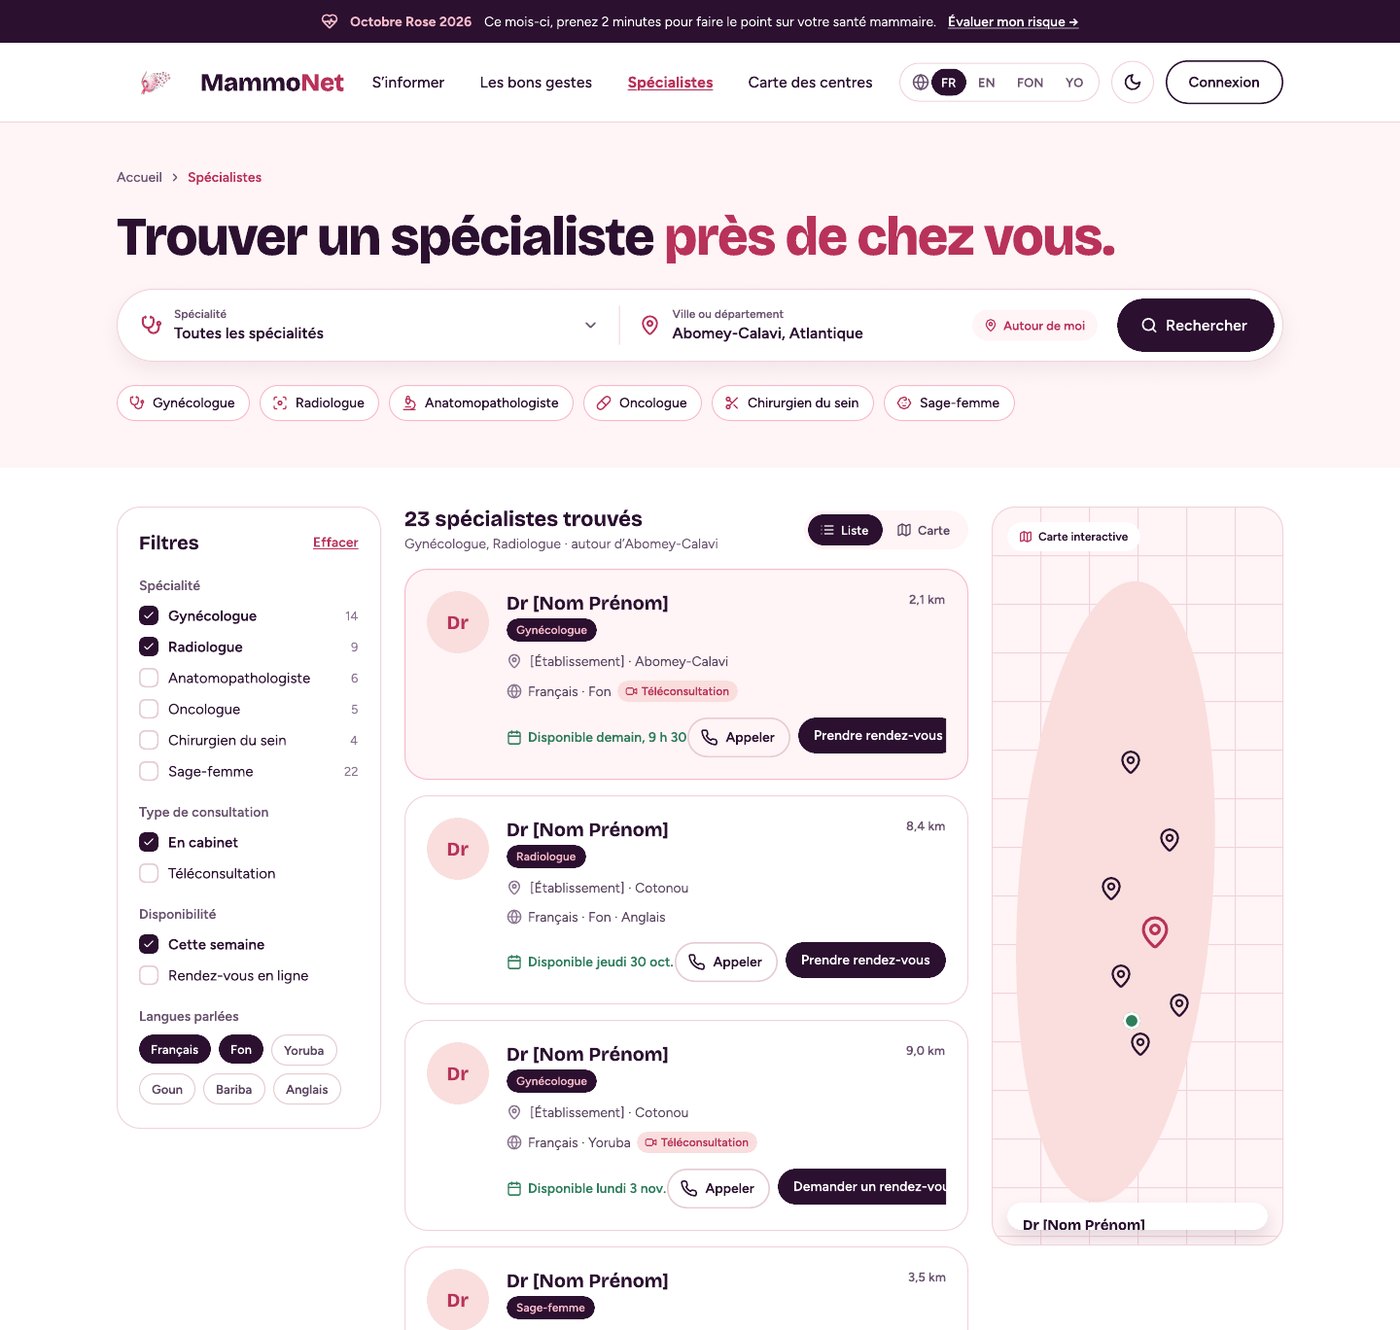 Octobre Rose 2026 Ce mois-ci, prenez 2 minutes pour faire le point sur votre santé mammaire. Évaluer mon risque →
MammoNet S'informer Les bons gestes Spécialistes Carte des centres FR EN FON YO Connexion
Accueil > Spécialistes
Trouver un spécialiste près de chez vous.
Spécialité
Toutes les spécialités
Ville ou département
Abomey-Calavi, Atlantique
Autour de moi
Rechercher
Gynécologue Radiologue Anatomopathologiste Oncologue Chirurgien du sein Sage-femme
Filtres Effacer
Spécialité
Gynécologue 14
Radiologue 9
Anatomopathologiste 6
Oncologue 5
Chirurgien du sein 4
Sage-femme 22
Type de consultation
En cabinet
Téléconsultation
Disponibilité
Cette semaine
Rendez-vous en ligne
Langues parlées
Français Fon Yoruba
Goun Bariba Anglais
23 spécialistes trouvés
Gynécologue, Radiologue · autour d'Abomey-Calavi
Liste Carte
Dr
Dr [Nom Prénom] 2,1 km
Gynécologue
[Établissement] · Abomey-Calavi
Français · Fon Téléconsultation
Disponible demain, 9 h 30 Appeler Prendre rendez-vous
Dr
Dr [Nom Prénom] 8,4 km
Radiologue
[Établissement] · Cotonou
Français · Fon · Anglais
Disponible jeudi 30 oct. Appeler Prendre rendez-vous
Dr
Dr [Nom Prénom] 9,0 km
Gynécologue
[Établissement] · Cotonou
Français · Yoruba Téléconsultation
Disponible lundi 3 nov. Appeler Demander un rendez-vou
Dr
Dr [Nom Prénom] 3,5 km
Sage-femme
Carte interactive
Dr [Nom Prénom]